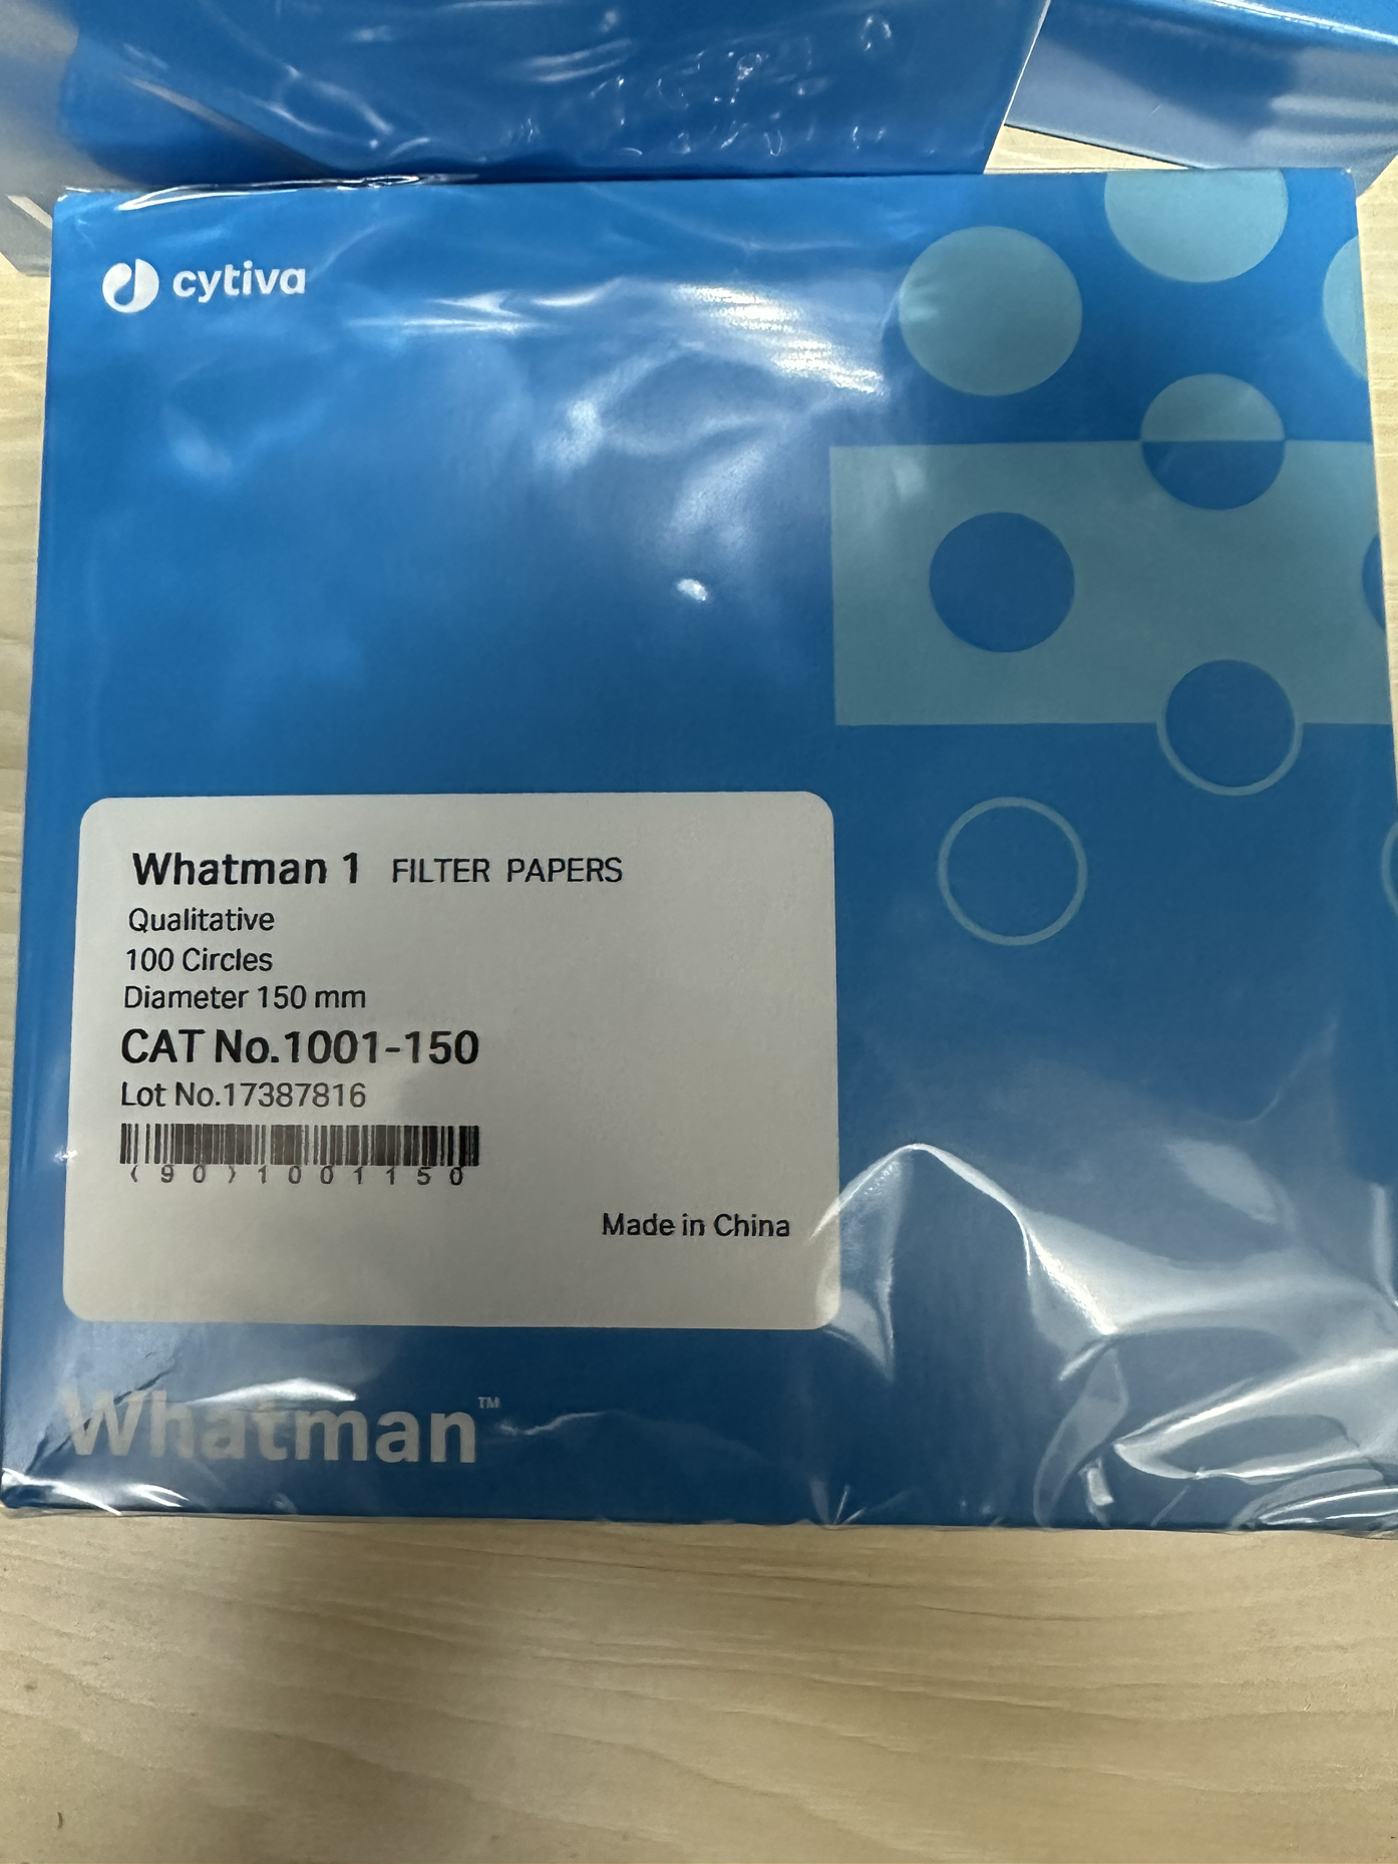 cytiva
Whatman 1 FILTER PAPERS
Qualitative
100 Circles
Diameter 150 mm
CAT No.1001-150
Lot No.17387816
(90)1001150
Made in China
Whatman™